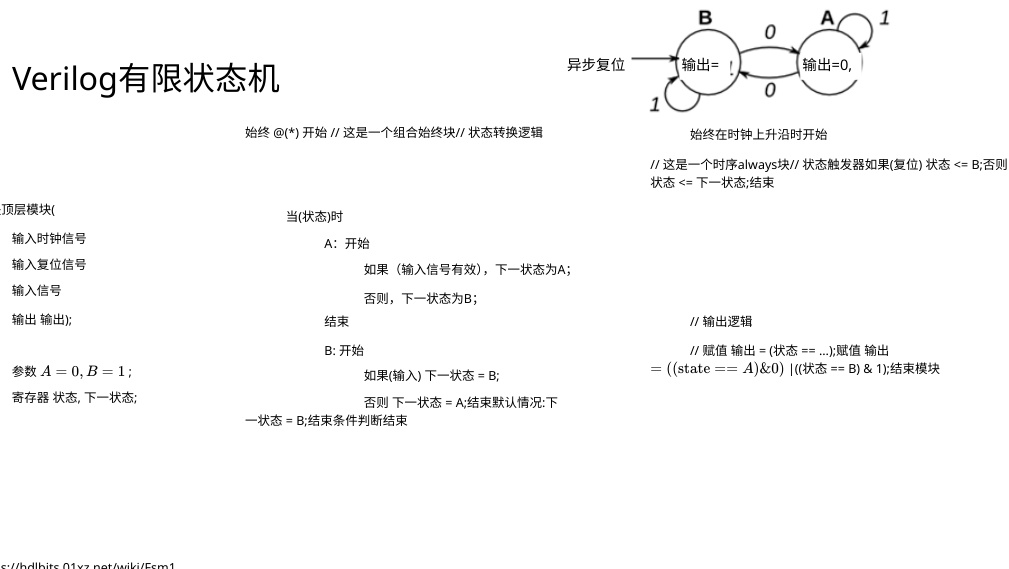 Verilog有限状态机
B
A
1
0
异步复位
输出=
输出=0,
0
1
始终 @(*) 开始 // 这是一个组合始终块// 状态转换逻辑
当(状态)时
A：开始
如果（输入信号有效），下一状态为A；
否则，下一状态为B；
结束
B: 开始
如果(输入) 下一状态 = B;
否则 下一状态 = A;结束默认情况:下
一状态 = B;结束条件判断结束
始终在时钟上升沿时开始
// 这是一个时序always块// 状态触发器如果(复位) 状态 <= B;否则
状态 <= 下一状态;结束
// 输出逻辑
// 赋值 输出 = (状态 == ...);赋值 输出
= ((state == A)&0) |((状态 == B) & 1);结束模块
顶层模块(
输入时钟信号
输入复位信号
输入信号
输出 输出);
参数 A = 0, B = 1 ;
寄存器 状态, 下一状态;
s://hdlbits.01xz.net/wiki/Fsm1